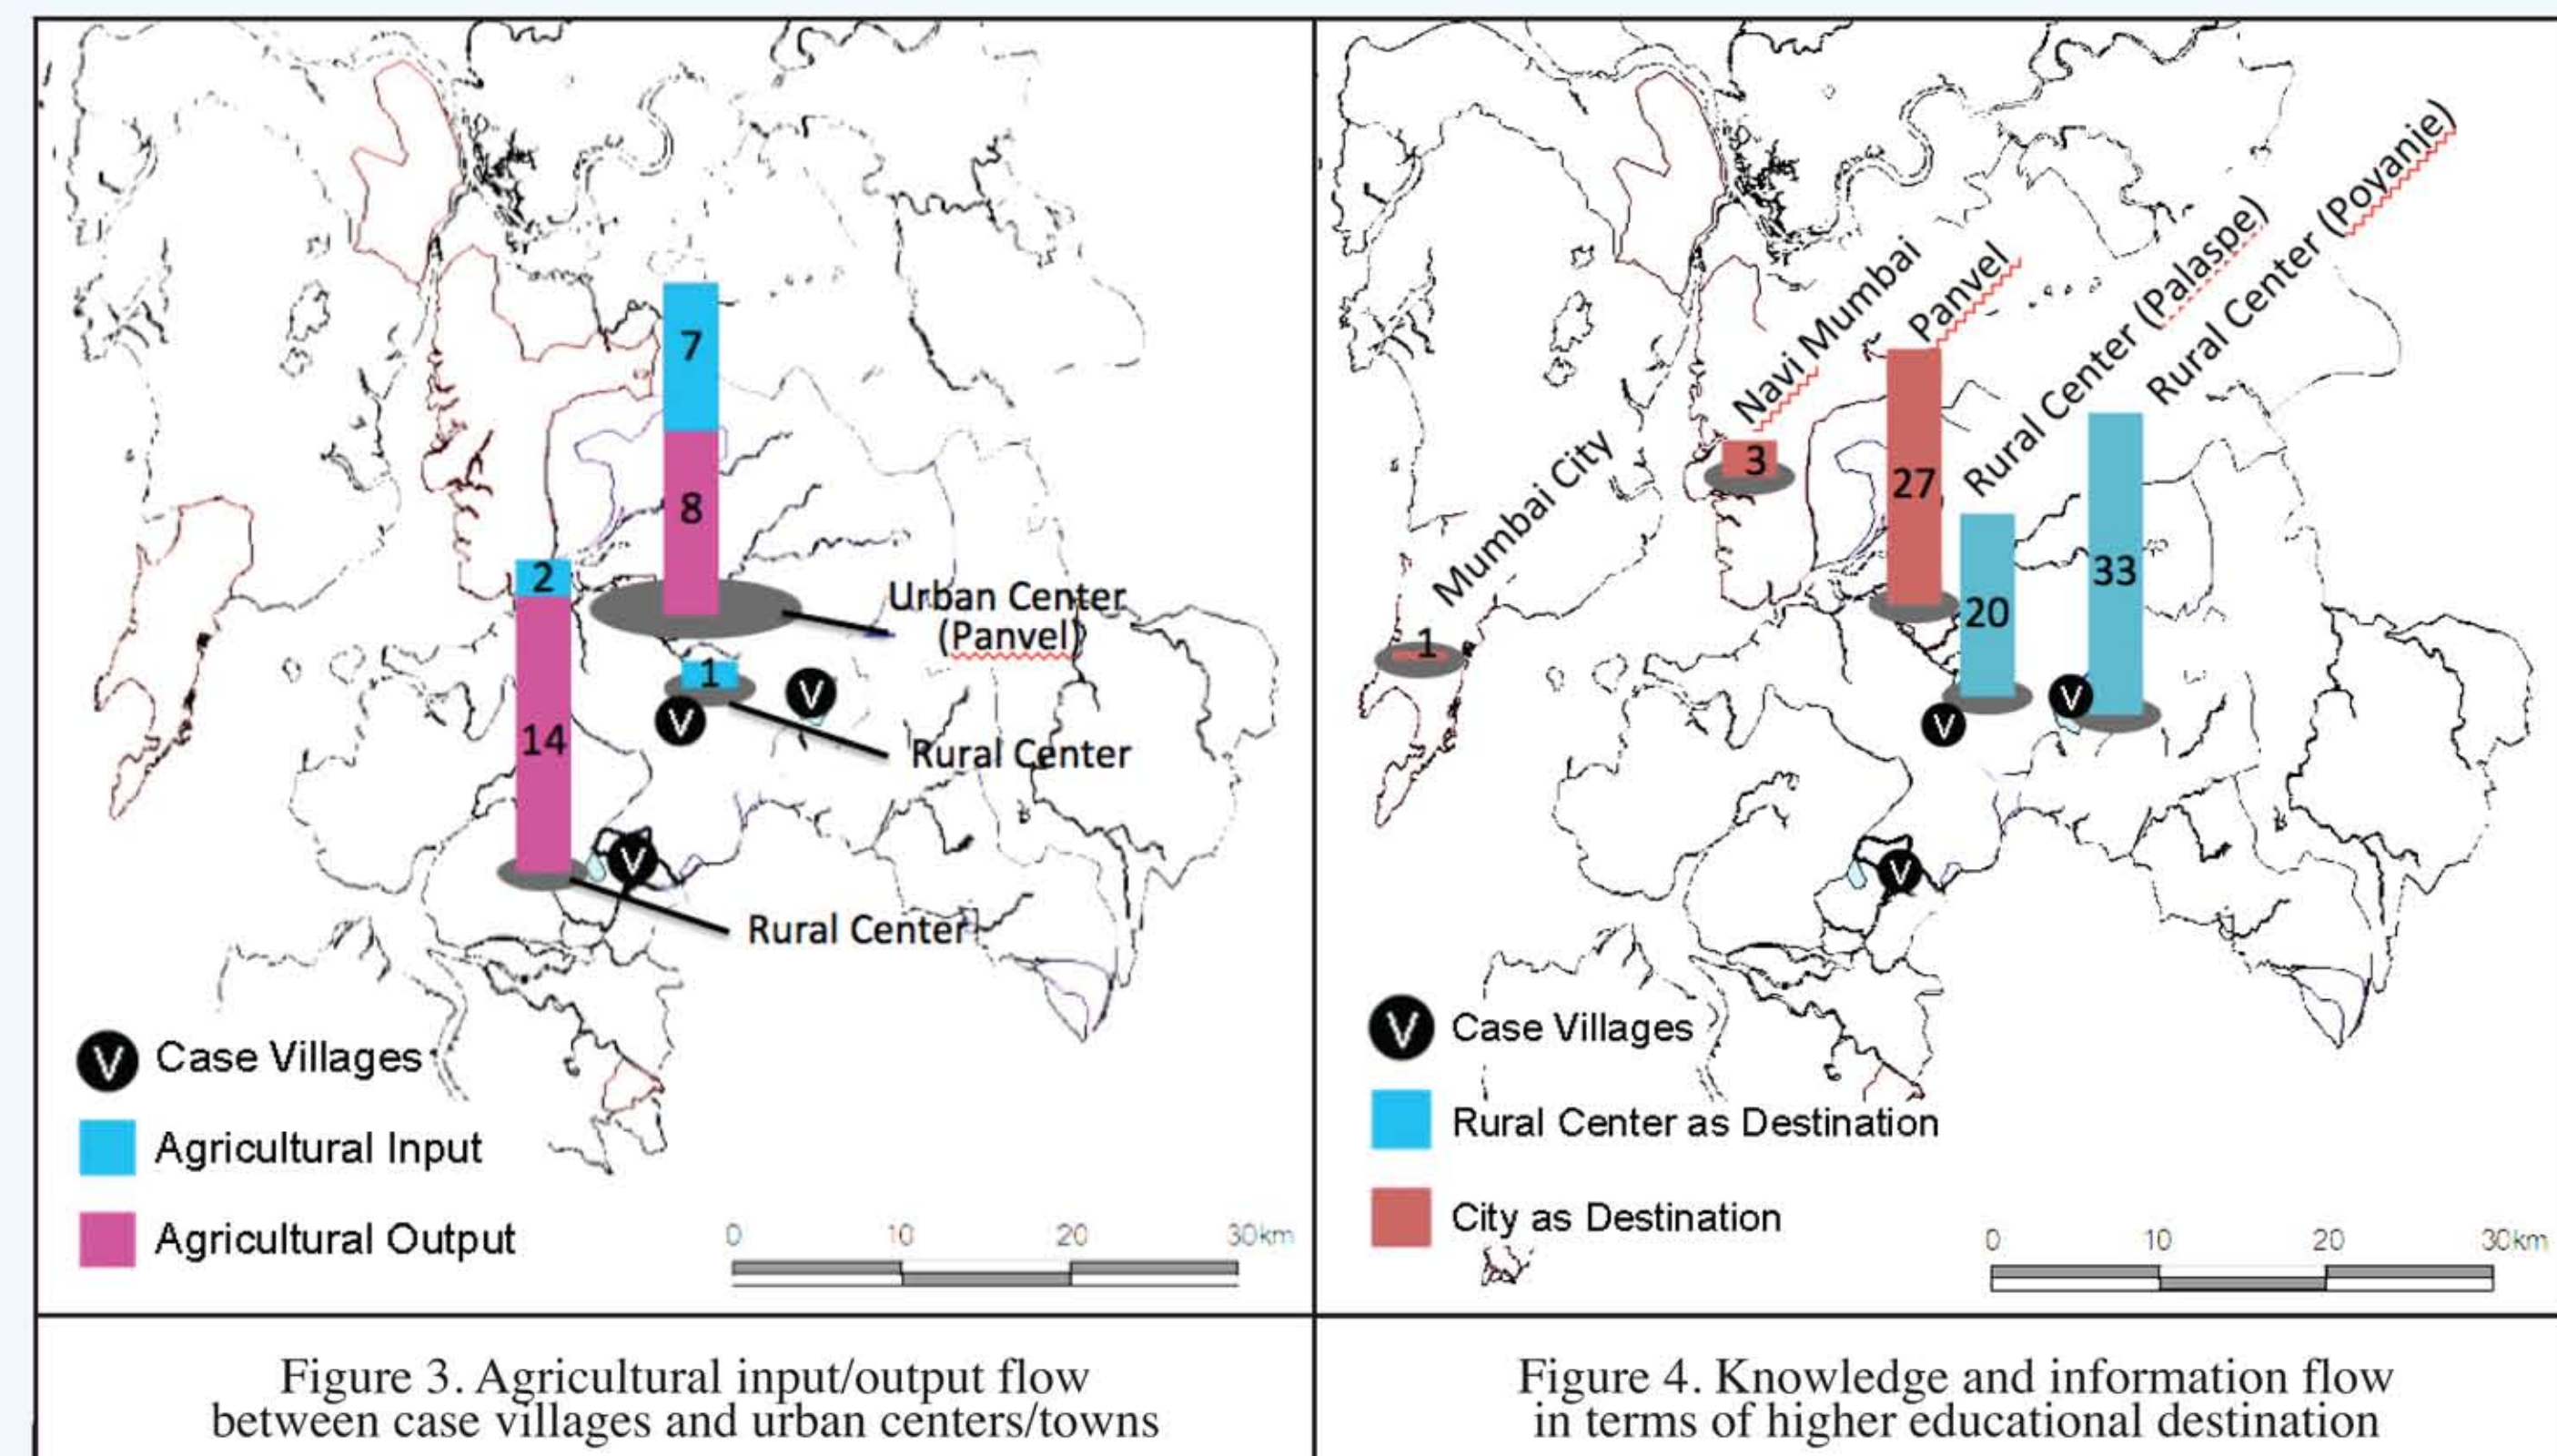 7
8
2
14
1
V
V
V
Urban Center
(Panvel)
Rural Center
Rural Center
V Case Villages
Agricultural Input
Agricultural Output
0 10 20 30km
Figure 3. Agricultural input/output flow
between case villages and urban centers/towns
Mumbai City
Navi Mumbai
Panvel
Rural Center (Palaspe)
Rural Center (Poyanje)
1
3
27
20
33
V
V
V
V Case Villages
Rural Center as Destination
City as Destination
0 10 20 30km
Figure 4. Knowledge and information flow
in terms of higher educational destination